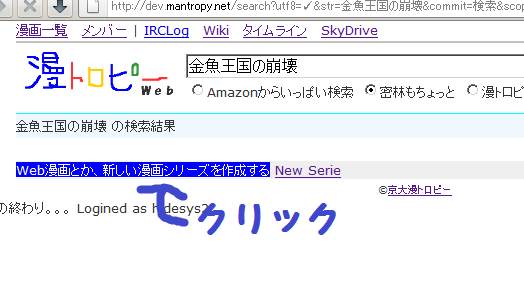 http://dev.mantropy.net/search?utf8=✓&str=金魚王国の崩壊&commit=検索&scop
漫画一覧 メンバー | IRCLog Wiki タイムライン SkyDrive
漫トロピー Web
金魚王国の崩壊
Amazonからいっぱい検索 密林もちょっと 漫トロピ
金魚王国の崩壊 の検索結果
Web漫画とか、新しい漫画シリーズを作成する New Serie
©京大漫トロピー
の終わり。。。Logined as hidesys2
クリック